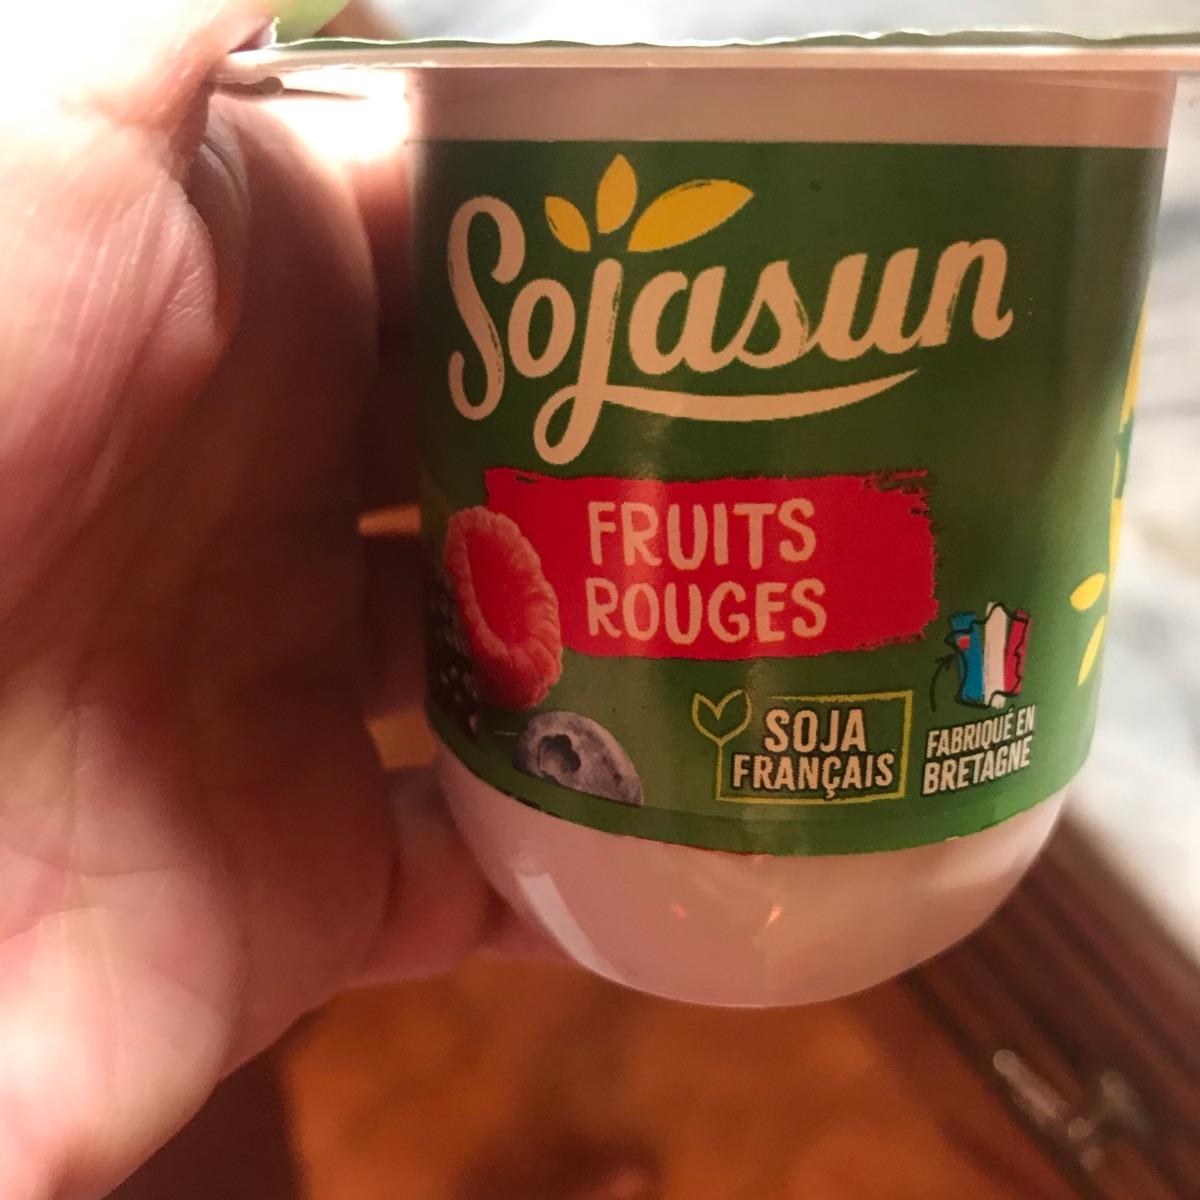 Sojasun
FRUITS
ROUGES
SOJA
FRANÇAIS
FABRIQUÉ EN
BRETAGNE